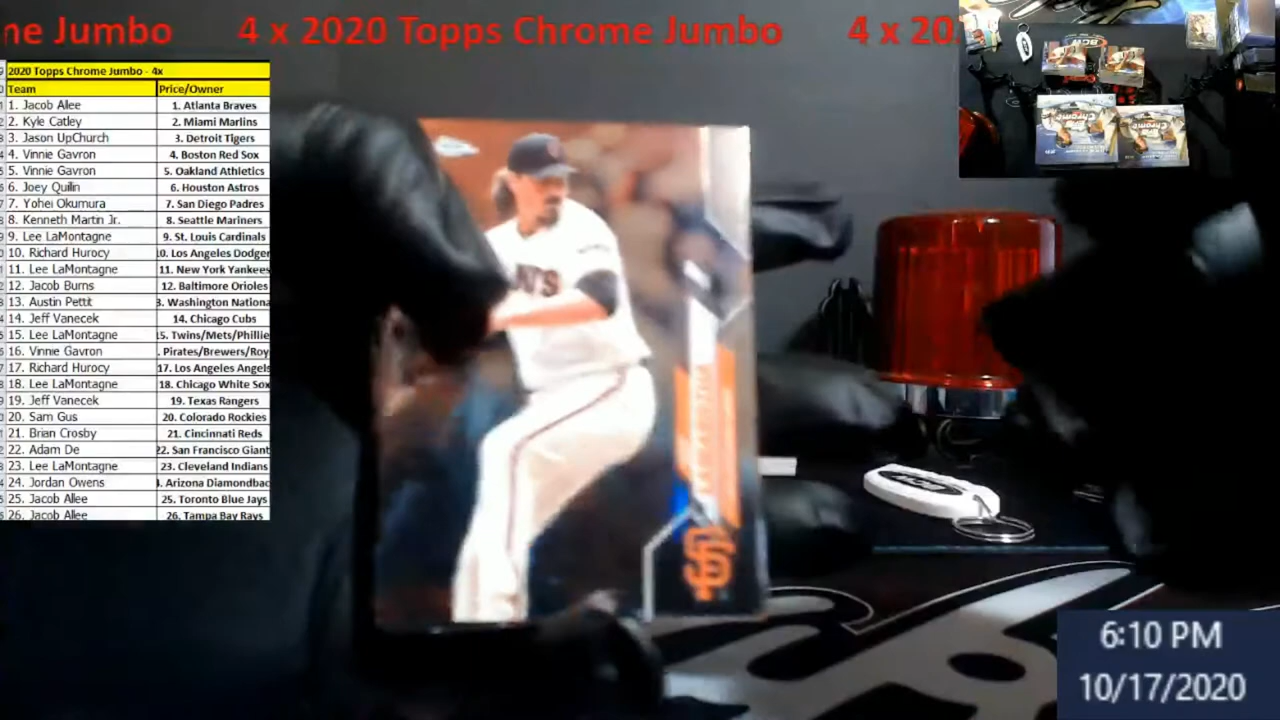 ne Jumbo 4 x 2020 Topps Chrome Jumbo 4 x 20
2020 Topps Chrome Jumbo - 4x
Team Price/Owner
1. Jacob Alee 1. Atlanta Braves
2. Kyle Catley 2. Miami Marlins
3. Jason UpChurch 3. Detroit Tigers
4. Vinnie Gavron 4. Boston Red Sox
5. Vinnie Gavron 5. Oakland Athletics
6. Joey Quilin 6. Houston Astros
7. Yohei Okumura 7. San Diego Padres
8. Kenneth Martin Jr. 8. Seattle Mariners
9. Lee LaMontagne 9. St. Louis Cardinals
10. Richard Hurocy 10. Los Angeles Dodger
11. Lee LaMontagne 11. New York Yankees
12. Jacob Burns 12. Baltimore Orioles
13. Austin Pettit 3. Washington Nationa
14. Jeff Vanecek 14. Chicago Cubs
15. Lee LaMontagne 15. Twins/Mets/Phillie
16. Vinnie Gavron . Pirates/Brewers/Roy
17. Richard Hurocy 17. Los Angeles Angels
18. Lee LaMontagne 18. Chicago White Sox
19. Jeff Vanecek 19. Texas Rangers
20. Sam Gus 20. Colorado Rockies
21. Brian Crosby 21. Cincinnati Reds
22. Adam De 22. San Francisco Giant
23. Lee LaMontagne 23. Cleveland Indians
24. Jordan Owens . Arizona Diamondbac
25. Jacob Alee 25. Toronto Blue Jays
26. Jacob Alee 26. Tampa Bay Rays
SF
6:10 PM
10/17/2020